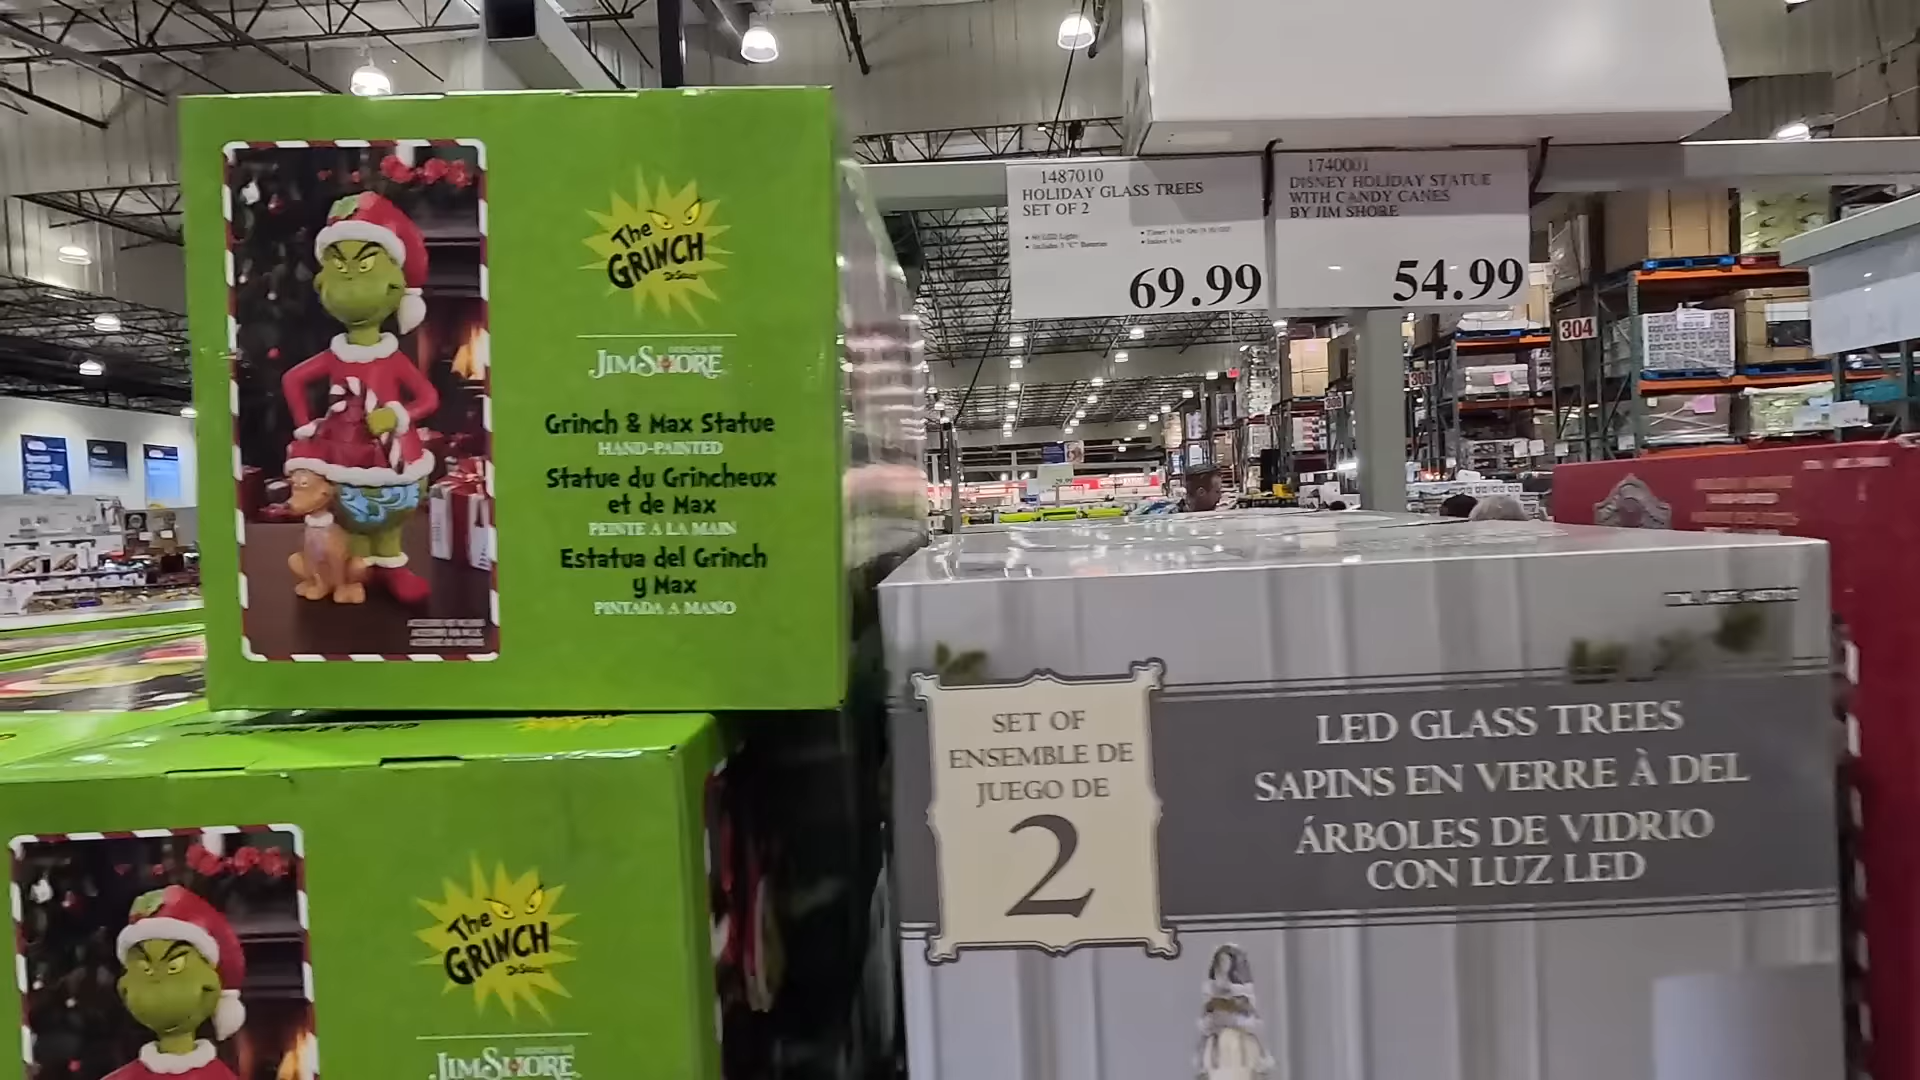 The
GRINCH
Dr. Seuss
DESIGNS BY
JIM SHORE
Grinch & Max Statue
HAND-PAINTED
Statue du Grincheux
et de Max
PEINTE A LA MAIN
Estatua del Grinch
y Max
PINTADA A MANO
1487010
HOLIDAY GLASS TREES
SET OF 2
69.99
1740001
DISNEY HOLIDAY STATUE
WITH CANDY CANES
BY JIM SHORE
54.99
304
SET OF
ENSEMBLE DE
JUEGO DE
2
LED GLASS TREES
SAPINS EN VERRE À DEL
ÁRBOLES DE VIDRIO
CON LUZ LED
The
GRINCH
Dr. Seuss
JIM SHORE